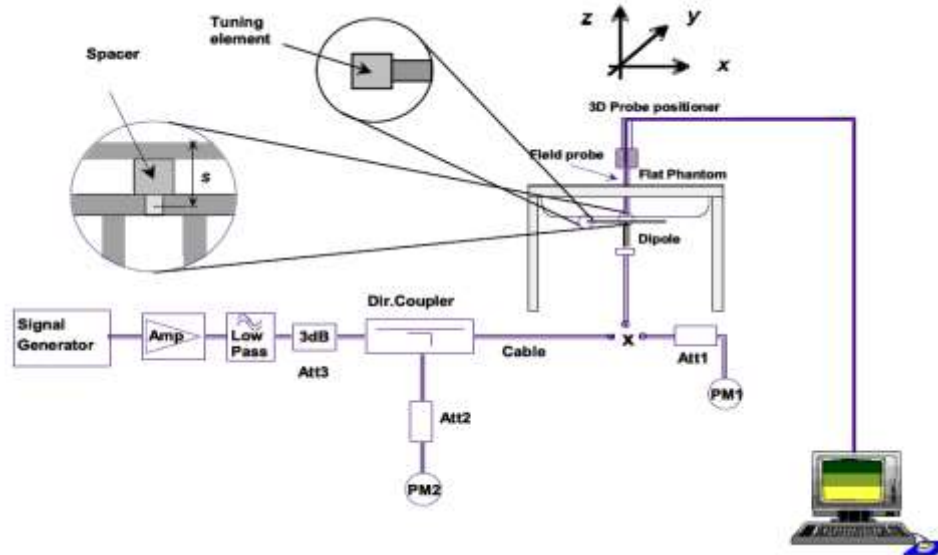 Tuning
element
z
y
x
Spacer
3D Probe positioner
s
Field probe
Flat Phantom
Dipole
Dir.Coupler
Signal
Generator
Amp
Low
Pass
3dB
Cable
x
Att1
Att3
PM1
Att2
PM2